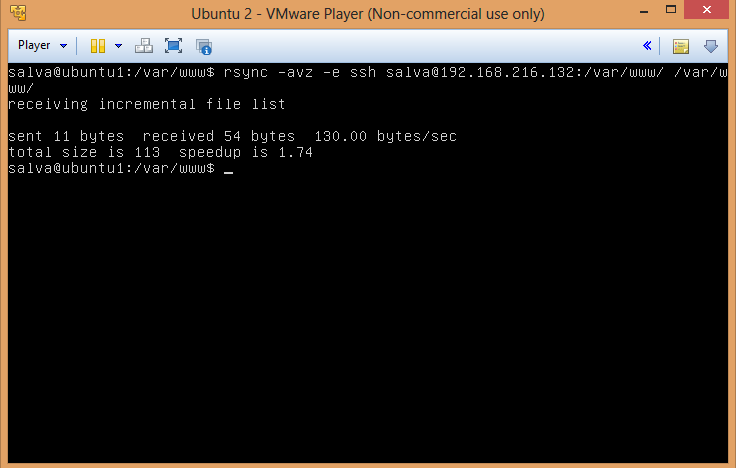 Ubuntu 2 - VMware Player (Non-commercial use only)
Player
salva@ubuntu1:/var/www$ rsync -avz -e ssh salva@192.168.216.132:/var/www/ /var/w
ww/
receiving incremental file list
sent 11 bytes  received 54 bytes  130.00 bytes/sec
total size is 113  speedup is 1.74
salva@ubuntu1:/var/www$ _